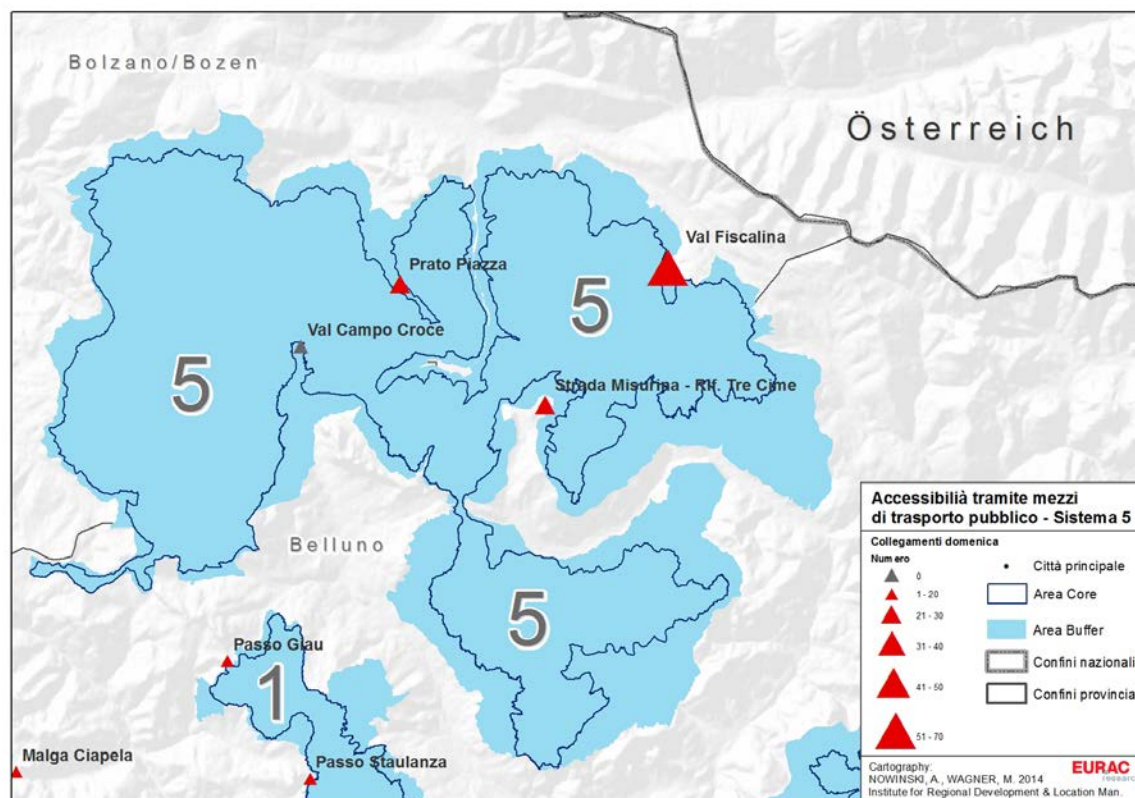 Bolzano/Bozen
Österreich
Val Fiscalina
Prato Piazza
5
Val Campo Croce
5
Strada Misurina - Rif. Tre Cime
Belluno
5
Passo Giau
1
Malga Ciapela
Passo Staulanza
Accessibilià tramite mezzi
di trasporto pubblico - Sistema 5
Collegamenti domenica
Numero
0
1 - 20
21 - 30
31 - 40
41 - 50
51 - 70
Città principale
Area Core
Area Buffer
Confini nazionali
Confini provincia
Cartography:
NOWINSKI, A., WAGNER, M. 2014
Institute for Regional Development & Location Man.
EURAC
research